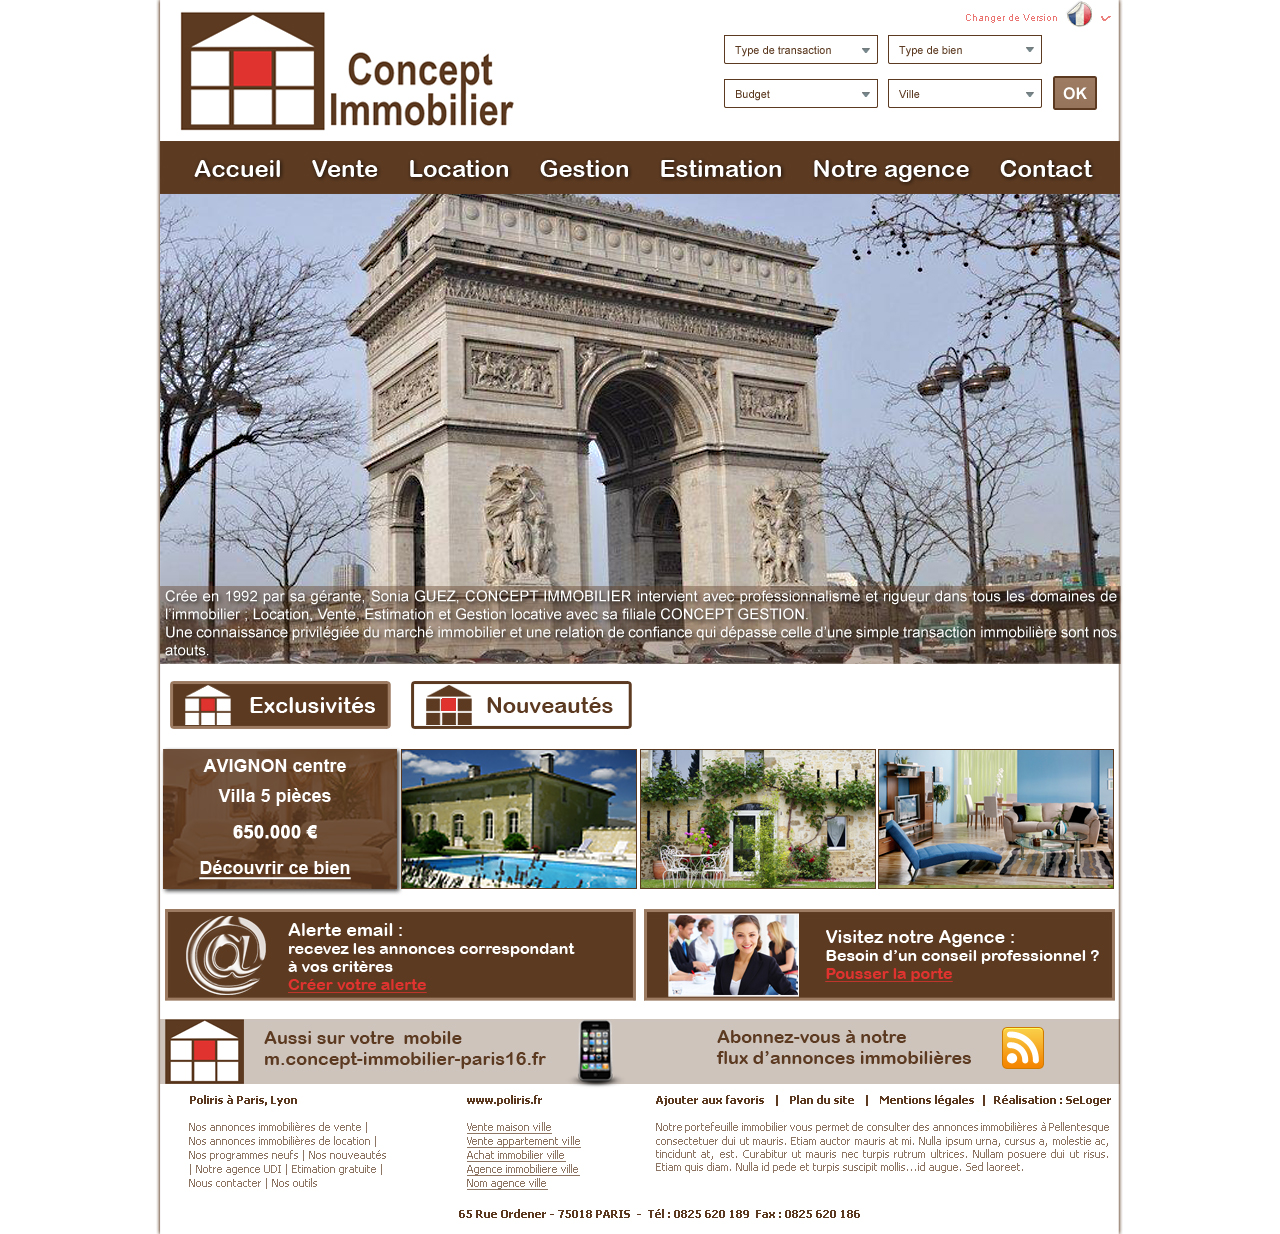 Changer de Version
Concept
Immobilier
Type de transaction
Type de bien
Budget
Ville
OK
Accueil
Vente
Location
Gestion
Estimation
Notre agence
Contact
Crée en 1992 par sa gérante, Sonia GUEZ, CONCEPT IMMOBILIER intervient avec professionnalisme et rigueur dans tous les domaines de
l'immobilier ; Location, Vente, Estimation et Gestion locative avec sa filiale CONCEPT GESTION.
Une connaissance privilégiée du marché immobilier et une relation de confiance qui dépasse celle d'une simple transaction immobilière sont nos
atouts.
Exclusivités
Nouveautés
AVIGNON centre
Villa 5 pièces
650.000 €
Découvrir ce bien
Alerte email :
recevez les annonces correspondant
à vos critères
Créer votre alerte
Visitez notre Agence :
Besoin d'un conseil professionnel ?
Pousser la porte
Aussi sur votre mobile
m.concept-immobilier-paris16.fr
Abonnez-vous à notre
flux d'annonces immobilières
Poliris à Paris, Lyon
Nos annonces immobilières de vente |
Nos annonces immobilières de location |
Nos programmes neufs | Nos nouveautés
| Notre agence UDI | Etimation gratuite |
Nous contacter | Nos outils
www.poliris.fr
Vente maison ville
Vente appartement ville
Achat immobilier ville
Agence immobiliere ville
Nom agence ville
Ajouter aux favoris | Plan du site | Mentions légales | Réalisation : SeLoger
Notre portefeuille immobilier vous permet de consulter des annonces immobilières à Pellentesque
consectetuer dui ut mauris. Etiam auctor mauris at mi. Nulla ipsum urna, cursus a, molestie ac,
tincidunt at, est. Curabitur ut mauris nec turpis rutrum ultrices. Nullam posuere dui ut risus.
Etiam quis diam. Nulla id pede et turpis suscipit mollis...id augue. Sed laoreet.
65 Rue Ordener - 75018 PARIS - Tél : 0825 620 189 Fax : 0825 620 186